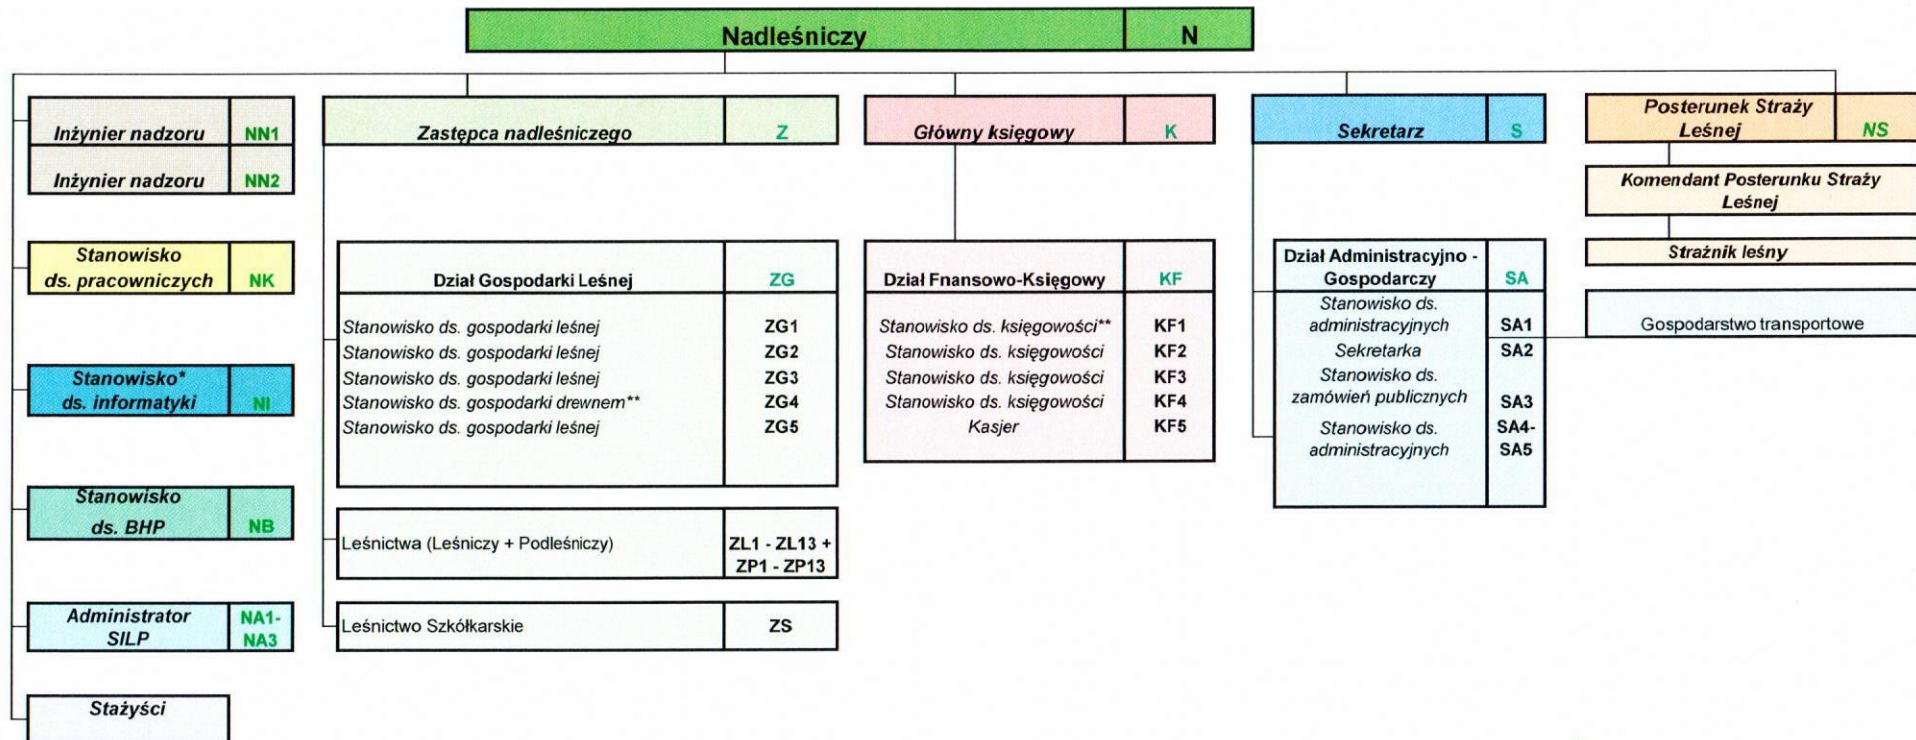 Nadleśniczy N
Inżynier nadzoru NN1
Inżynier nadzoru NN2
Stanowisko
ds. pracowniczych NK
Stanowisko*
ds. informatyki NI
Stanowisko
ds. BHP NB
Administrator NA1-
SILP NA3
Stażyści
Zastępca nadleśniczego Z
Dział Gospodarki Leśnej ZG
Stanowisko ds. gospodarki leśnej ZG1
Stanowisko ds. gospodarki leśnej ZG2
Stanowisko ds. gospodarki leśnej ZG3
Stanowisko ds. gospodarki drewnem** ZG4
Stanowisko ds. gospodarki leśnej ZG5
Leśnictwa (Leśniczy + Podleśniczy) ZL1 - ZL13 +
ZP1 - ZP13
Leśnictwo Szkółkarskie ZS
Główny księgowy K
Dział Fnansowo-Księgowy KF
Stanowisko ds. księgowości** KF1
Stanowisko ds. księgowości KF2
Stanowisko ds. księgowości KF3
Stanowisko ds. księgowości KF4
Kasjer KF5
Sekretarz S
Dział Administracyjno -
Gospodarczy SA
Stanowisko ds.
administracyjnych SA1
Sekretarka SA2
Stanowisko ds.
zamówień publicznych SA3
Stanowisko ds. SA4-
administracyjnych SA5
Posterunek Straży
Leśnej NS
Komendant Posterunku Straży
Leśnej
Strażnik leśny
Gospodarstwo transportowe